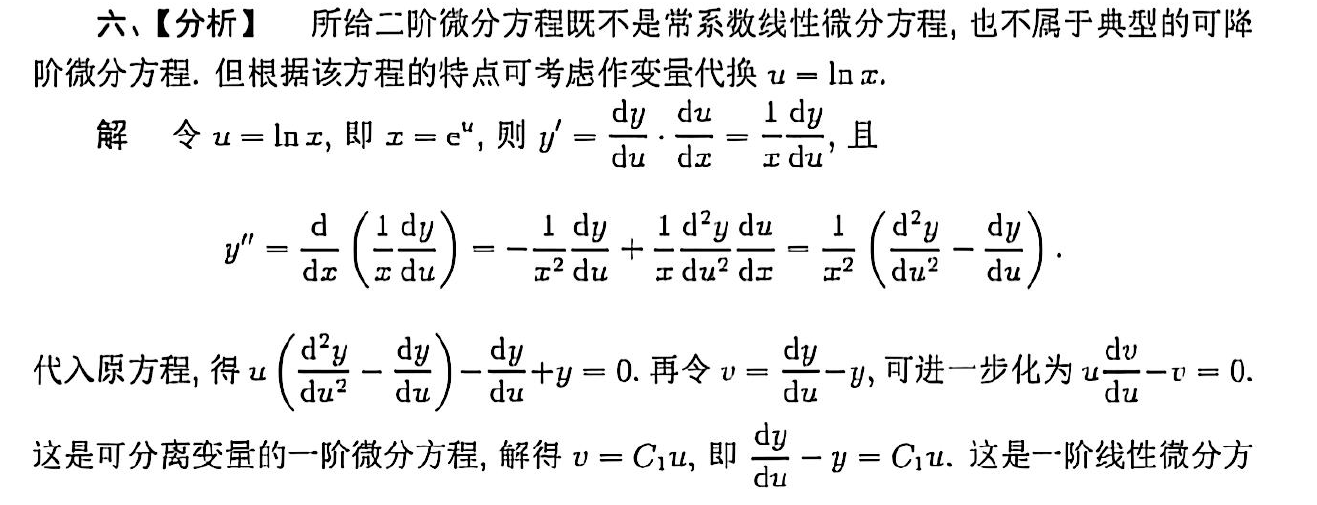 六、【分析】 所给二阶微分方程既不是常系数线性微分方程, 也不属于典型的可降
阶微分方程. 但根据该方程的特点可考虑作变量代换 u = ln x.
解 令 u = ln x, 即 x = e^u, 则 y′ = \frac{dy}{du} · \frac{du}{dx} = \frac{1}{x}\frac{dy}{du}, 且
y″ = \frac{d}{dx}\left(\frac{1}{x}\frac{dy}{du}\right) = -\frac{1}{x^2}\frac{dy}{du} + \frac{1}{x}\frac{d^2y}{du^2}\frac{du}{dx} = \frac{1}{x^2}\left(\frac{d^2y}{du^2} - \frac{dy}{du}\right).
代入原方程, 得 u\left(\frac{d^2y}{du^2} - \frac{dy}{du}\right) - \frac{dy}{du} + y = 0. 再令 v = \frac{dy}{du} - y, 可进一步化为 u\frac{dv}{du} - v = 0.
这是可分离变量的一阶微分方程, 解得 v = C_1u, 即 \frac{dy}{du} - y = C_1u. 这是一阶线性微分方